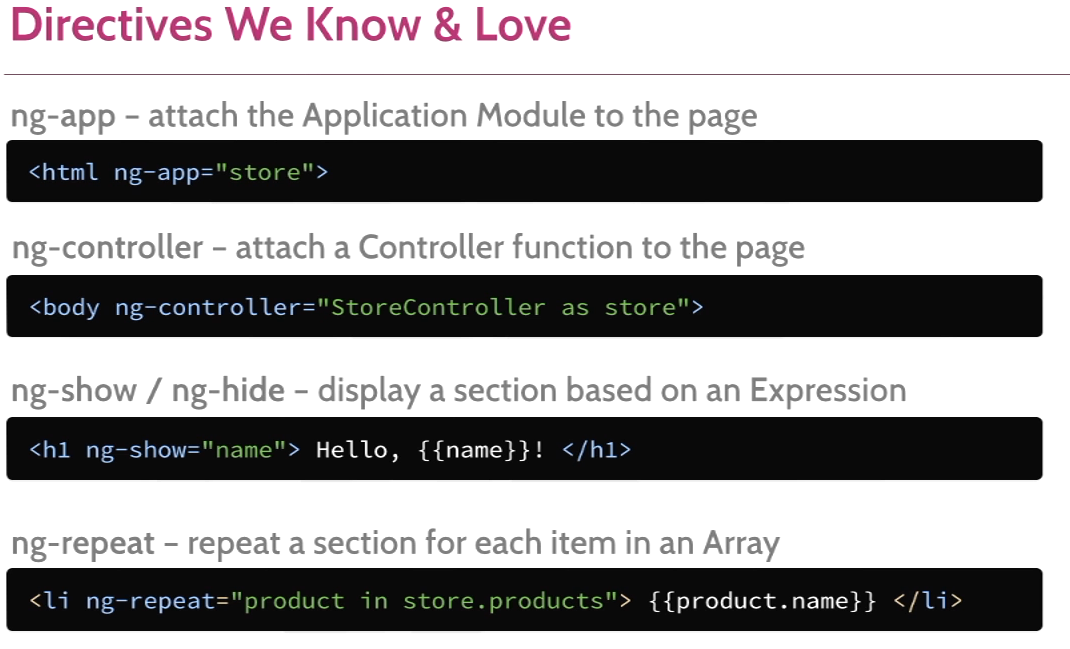 Directives We Know & Love
ng-app – attach the Application Module to the page
<html ng-app="store">
ng-controller – attach a Controller function to the page
<body ng-controller="StoreController as store">
ng-show / ng-hide – display a section based on an Expression
<h1 ng-show="name"> Hello, {{name}}! </h1>
ng-repeat – repeat a section for each item in an Array
<li ng-repeat="product in store.products"> {{product.name}} </li>